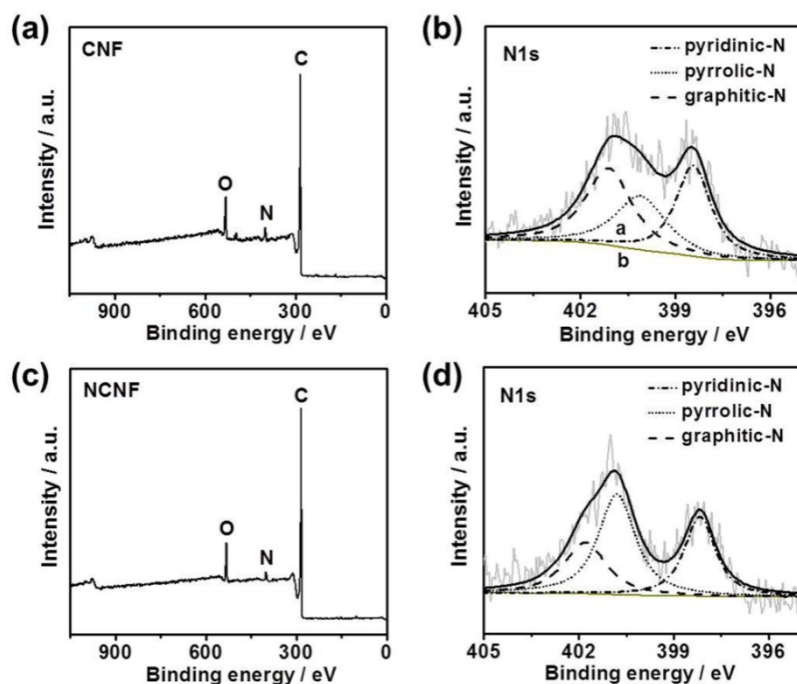 (a)
CNF
C
O
N
Intensity / a.u.
900 600 300 0
Binding energy / eV
(b)
N1s
pyridinic-N
pyrrolic-N
graphitic-N
a
b
Intensity / a.u.
405 402 399 396
Binding energy / eV
(c)
NCNF
C
O
N
Intensity / a.u.
900 600 300 0
Binding energy / eV
(d)
N1s
pyridinic-N
pyrrolic-N
graphitic-N
Intensity / a.u.
405 402 399 396
Binding energy / eV